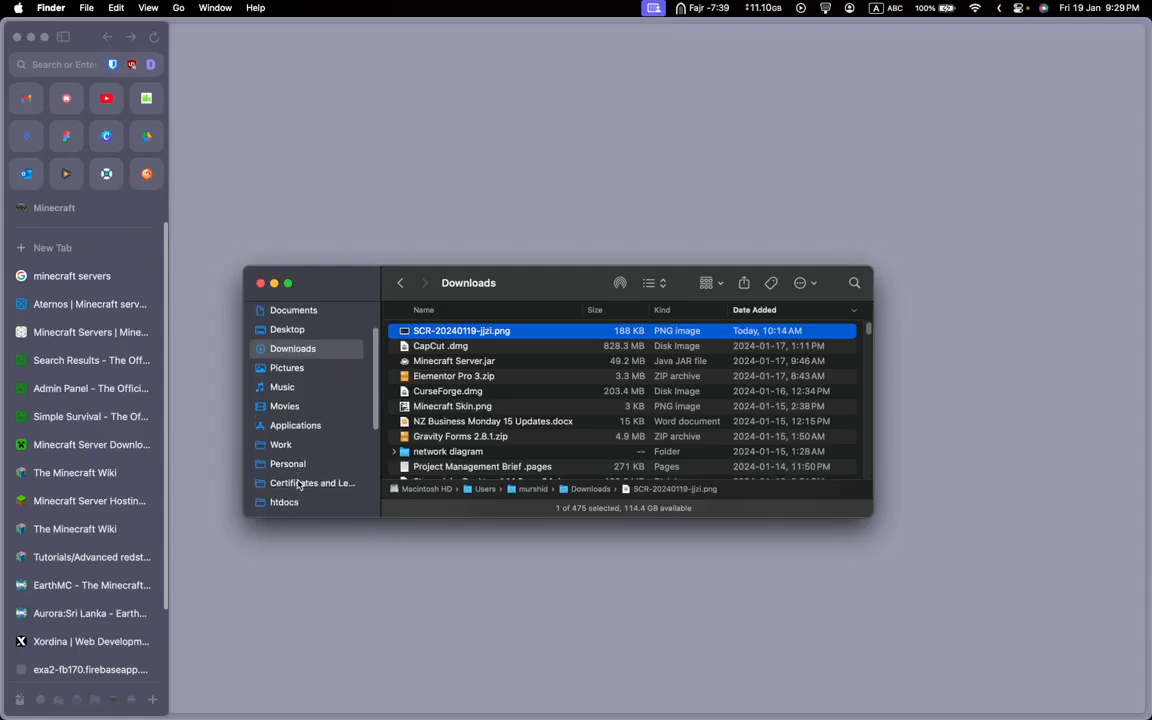 Finder File Edit View Go Window Help Fajr -7:39 11.10GB A ABC 100% Fri 19 Jan 9:29 PM
Search or Enter
Minecraft
New Tab
minecraft servers
Aternos | Minecraft serv...
Minecraft Servers | Mine...
Search Results - The Off...
Admin Panel - The Offici...
Simple Survival - The Of...
Minecraft Server Downlo...
The Minecraft Wiki
Minecraft Server Hostin...
The Minecraft Wiki
Tutorials/Advanced redst...
EarthMC - The Minecraft...
Aurora:Sri Lanka - Earth...
Xordina | Web Developm...
exa2-fb170.firebaseapp....
Documents
Desktop
Downloads
Pictures
Music
Movies
Applications
Work
Personal
Certificates and Le...
htdocs
Downloads
Name Size Kind Date Added
SCR-20240119-jjzi.png 188 KB PNG image Today, 10:14 AM
CapCut .dmg 828.3 MB Disk Image 2024-01-17, 1:11 PM
Minecraft Server.jar 49.2 MB Java JAR file 2024-01-17, 9:46 AM
Elementor Pro 3.zip 3.3 MB ZIP archive 2024-01-17, 8:43 AM
CurseForge.dmg 203.4 MB Disk Image 2024-01-16, 12:34 PM
Minecraft Skin.png 3 KB PNG image 2024-01-15, 2:38 PM
NZ Business Monday 15 Updates.docx 15 KB Word document 2024-01-15, 12:15 PM
Gravity Forms 2.8.1.zip 4.9 MB ZIP archive 2024-01-15, 1:50 AM
network diagram -- Folder 2024-01-15, 1:28 AM
Project Management Brief .pages 271 KB Pages 2024-01-14, 11:50 PM
Macintosh HD › Users › murshid › Downloads › SCR-20240119-jjzi.png
1 of 475 selected, 114.4 GB available